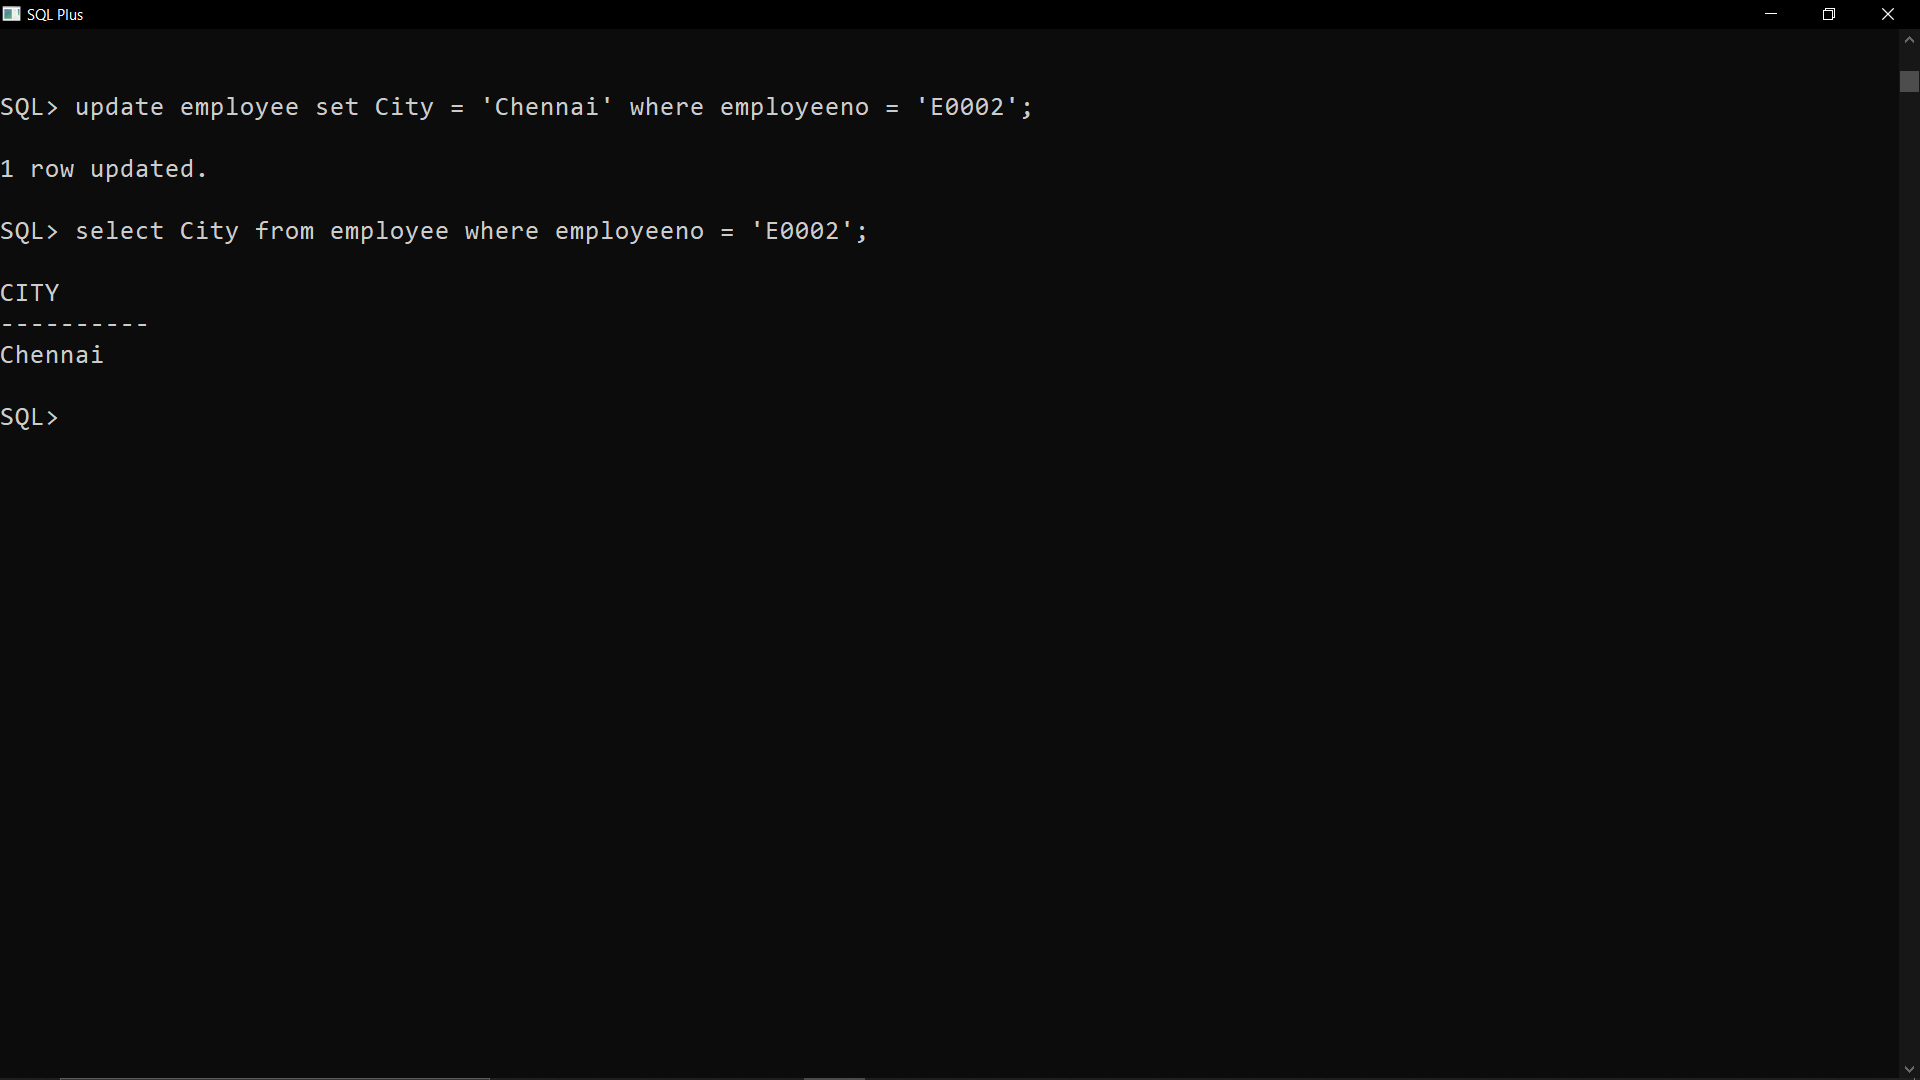 SQL Plus
SQL> update employee set City = 'Chennai' where employeeno = 'E0002';
1 row updated.
SQL> select City from employee where employeeno = 'E0002';
CITY
----------
Chennai
SQL>